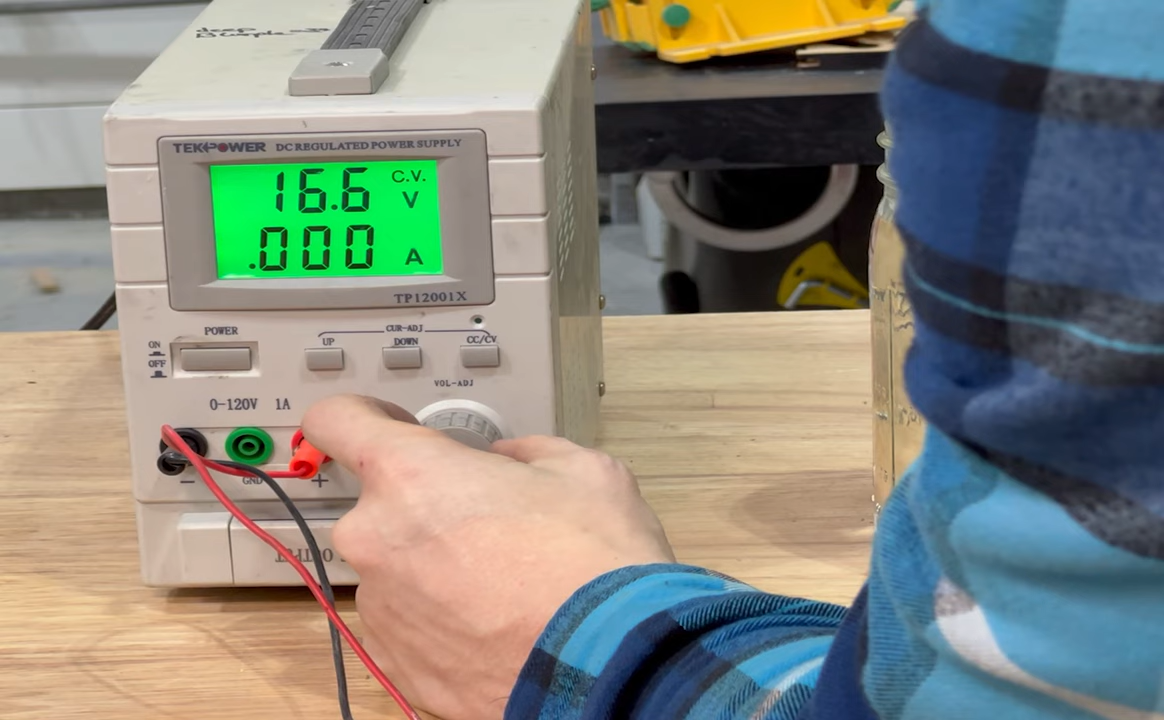 TEKPOWER DC REGULATED POWER SUPPLY
16.6 C.V. V
.000 A
TP12001X
POWER
CUR-ADJ
ON
OFF
UP DOWN CC/CV
VOL-ADJ
0-120V 1A
− GND +